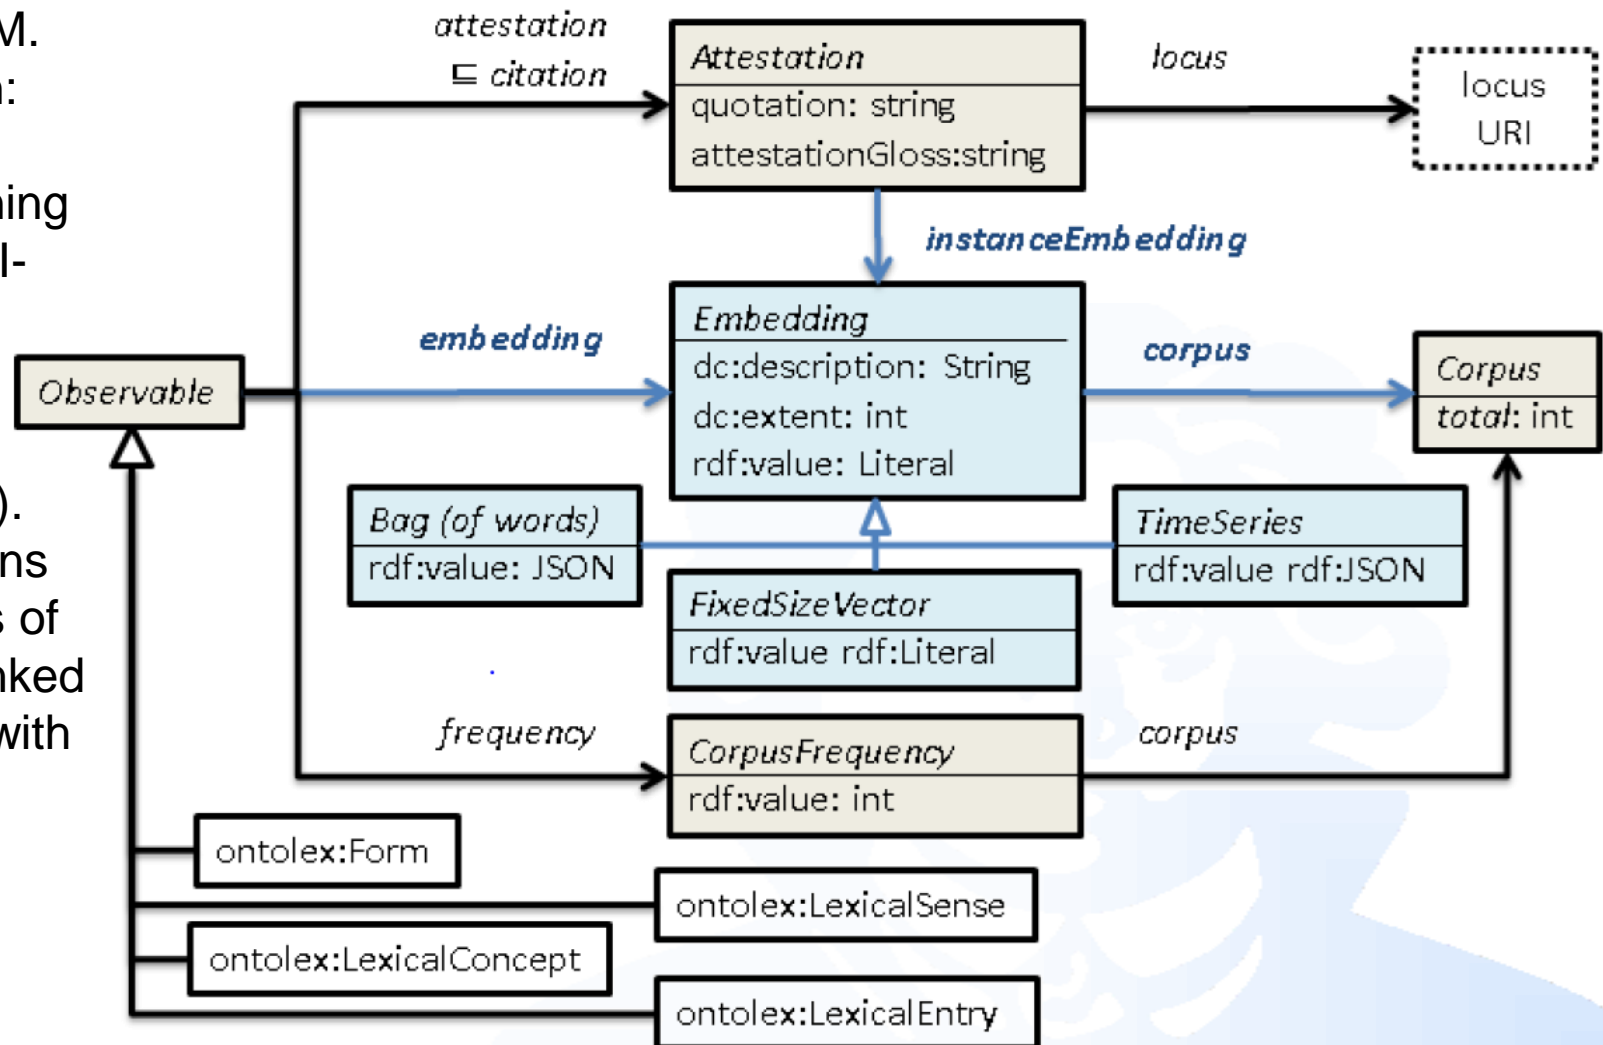 M.
n:
ning
l-
).
ns
s of
nked
with
attestation
⊑ citation
Attestation
quotation: string
attestationGloss:string
locus
locus
URI
instanceEmbedding
embedding
Embedding
dc:description: String
dc:extent: int
rdf:value: Literal
corpus
Corpus
total: int
Observable
Bag (of words)
rdf:value: JSON
TimeSeries
rdf:value rdf:JSON
FixedSizeVector
rdf:value rdf:Literal
frequency
CorpusFrequency
rdf:value: int
corpus
ontolex:Form
ontolex:LexicalSense
ontolex:LexicalConcept
ontolex:LexicalEntry